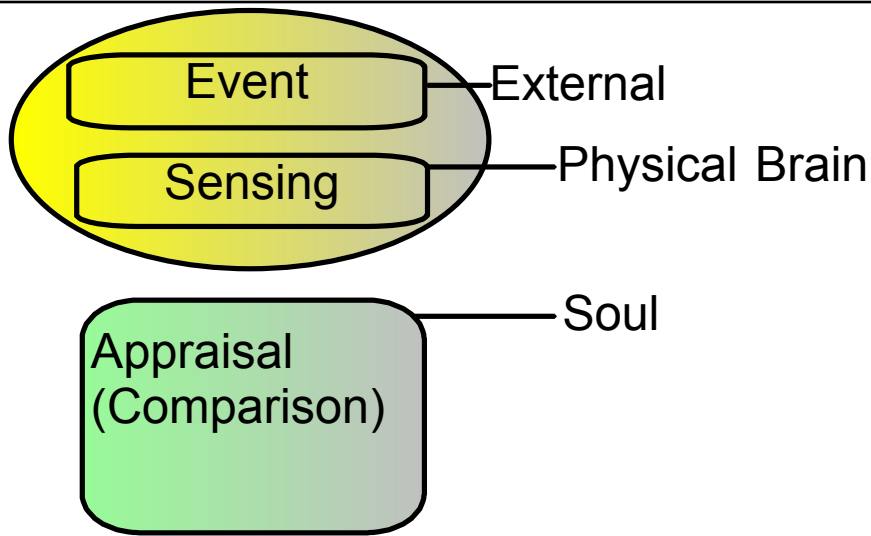 Event
External
Physical Brain
Sensing
Soul
Appraisal
(Comparison)